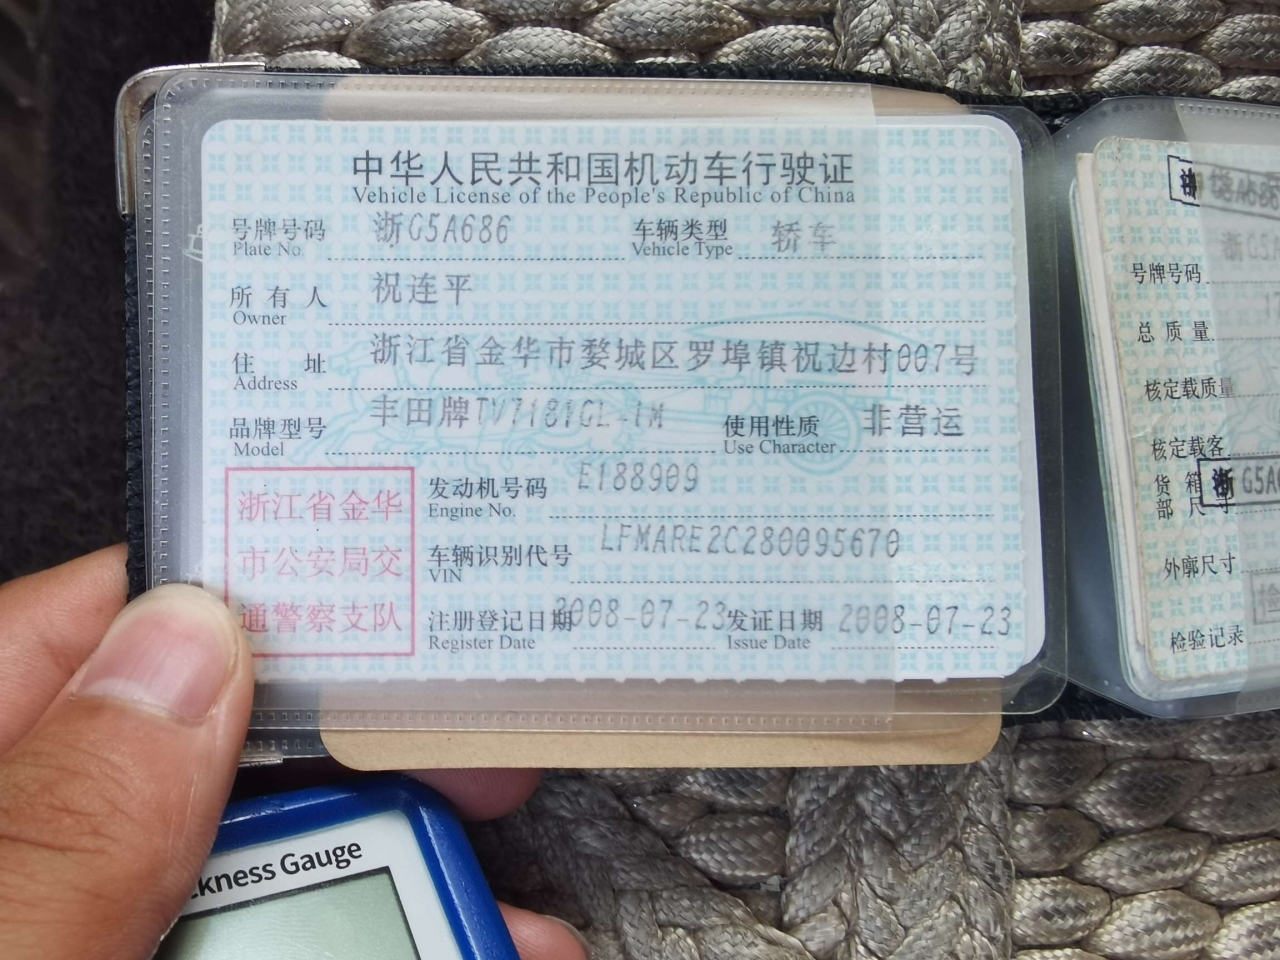 中华人民共和国机动车行驶证
Vehicle License of the People's Republic of China
号牌号码 浙G5A686 车辆类型 轿车
Plate No. Vehicle Type
所有人 祝连平
Owner
住址 浙江省金华市婺城区罗埠镇祝边村007号
Address
品牌型号 丰田牌TV7181GL-IM 使用性质 非营运
Model Use Character
浙江省金华
市公安局交
通警察支队
发动机号码 E188909
Engine No.
车辆识别代号 LFMARE2C280095670
VIN
注册登记日期 2008-07-23 发证日期 2008-07-23
Register Date Issue Date
号牌号码
总质量
核定载质量
核定载客
货箱
部尺寸
浙G5A
外廓尺寸
检验记录
ckness Gauge